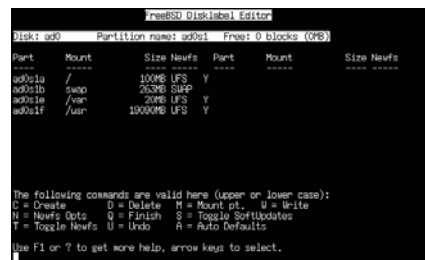 FreeBSD Disklabel Editor
Disk: ad0 Partition name: ad0s1 Free: 0 blocks (0MB)
Part Mount Size Newfs Part Mount Size Newfs
---- ----- ---- ----- ---- ----- ---- -----
ad0s1a / 100MB UFS Y
ad0s1b swap 263MB SWAP
ad0s1e /var 20MB UFS Y
ad0s1f /usr 19090MB UFS Y
The following commands are valid here (upper or lower case):
C = Create D = Delete M = Mount pt. W = Write
N = Newfs Opts Q = Finish S = Toggle SoftUpdates
T = Toggle Newfs U = Undo A = Auto Defaults
Use F1 or ? to get more help, arrow keys to select.